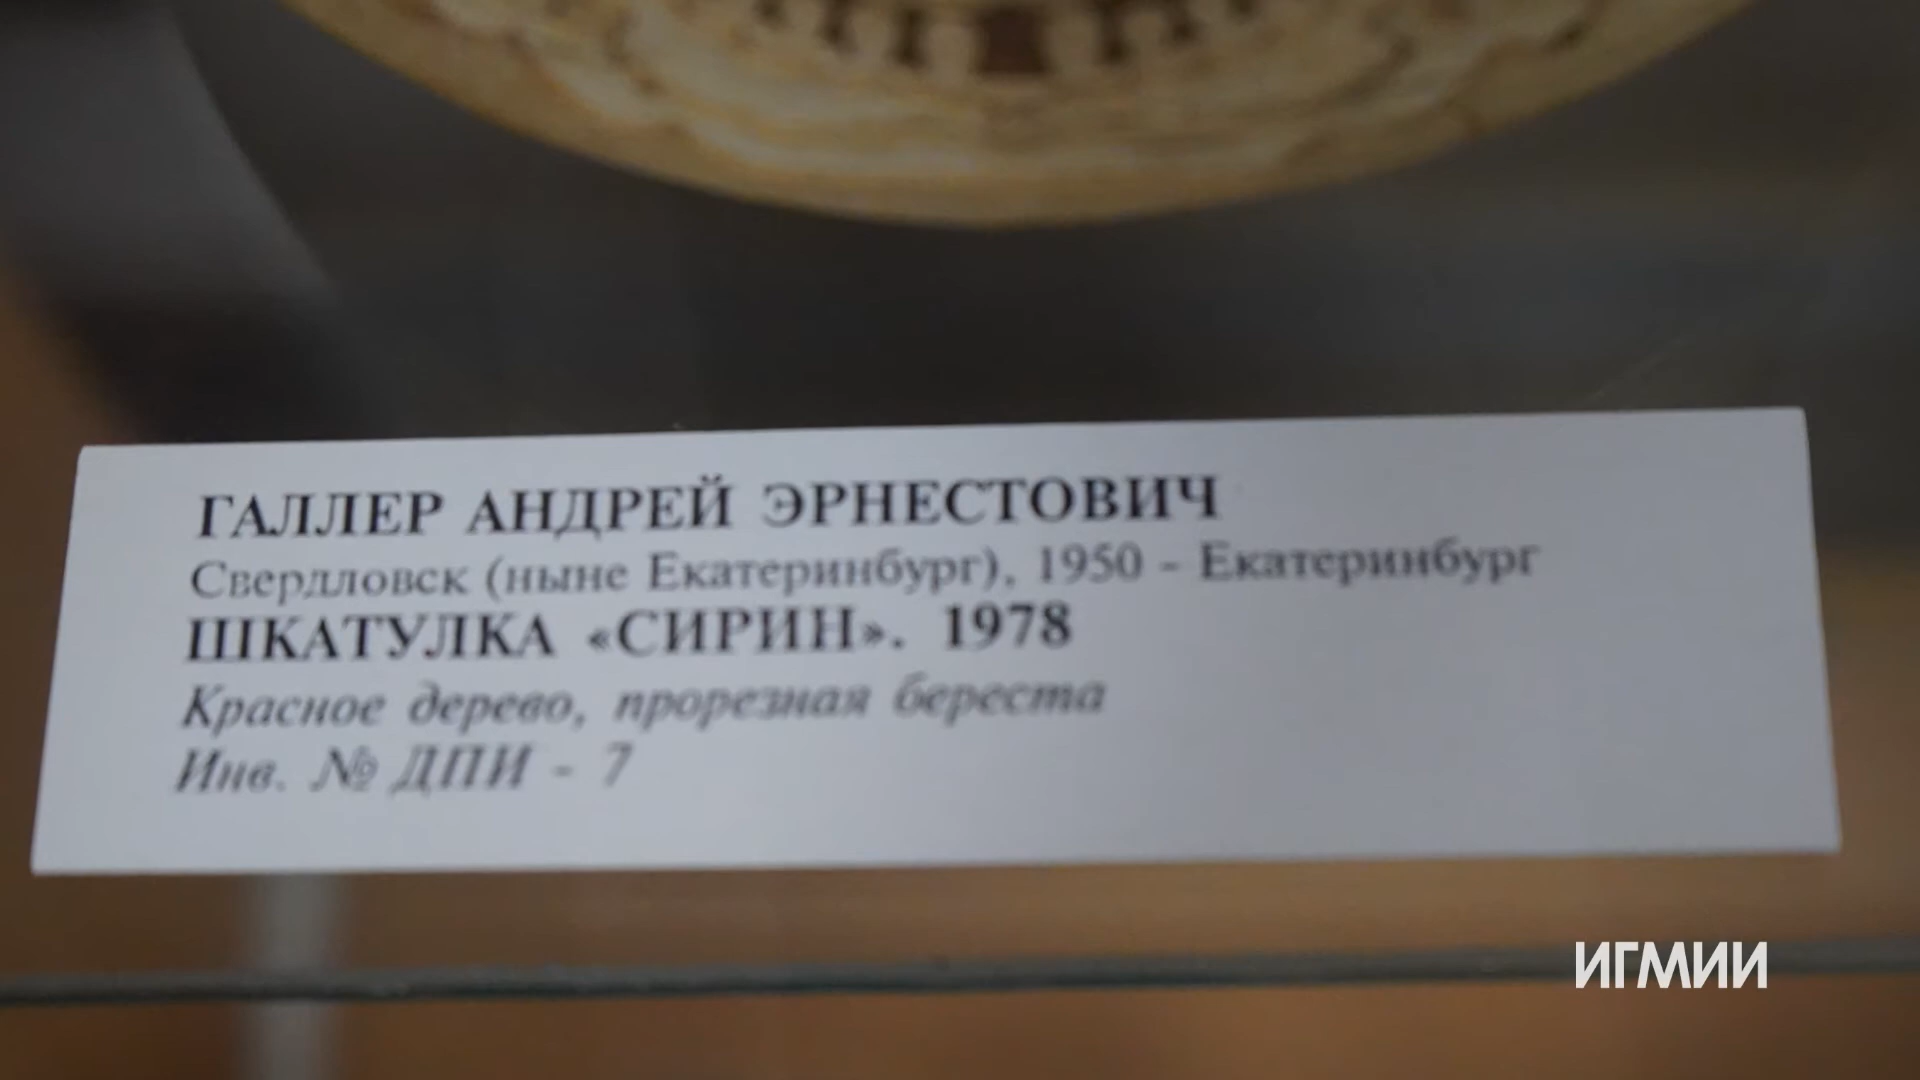 ГАЛЛЕР АНДРЕЙ ЭРНЕСТОВИЧ
Свердловск (ныне Екатеринбург), 1950 - Екатеринбург
ШКАТУЛКА «СИРИН». 1978
Красное дерево, прорезная береста
Инв. № ДПИ - 7
ИГМИИ